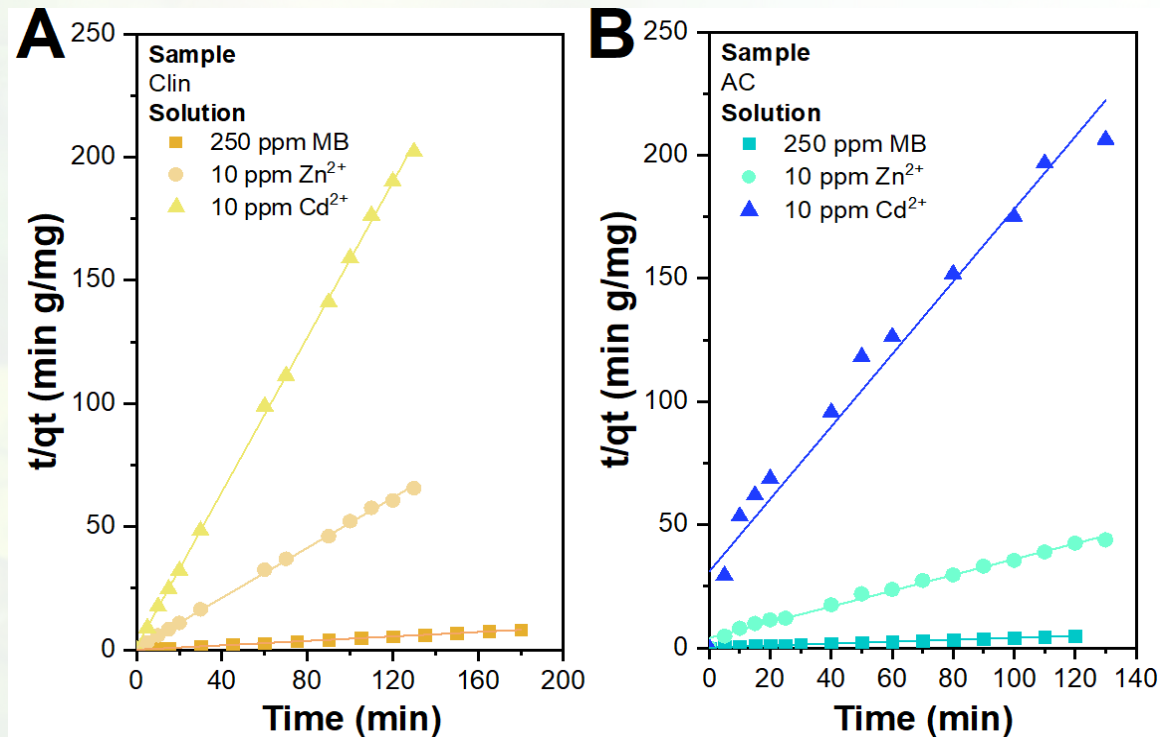 A
Sample
Clin
Solution
250 ppm MB
10 ppm Zn²⁺
10 ppm Cd²⁺
t/qt (min g/mg)
250
200
150
100
50
0
0 40 80 120 160 200
Time (min)
B
Sample
AC
Solution
250 ppm MB
10 ppm Zn²⁺
10 ppm Cd²⁺
t/qt (min g/mg)
250
200
150
100
50
0
0 20 40 60 80 100 120 140
Time (min)